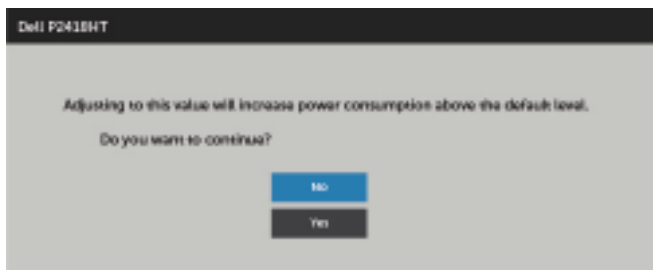 Dell P2418HT
Adjusting to this value will increase power consumption above the default level.
Do you want to continue?
No
Yes